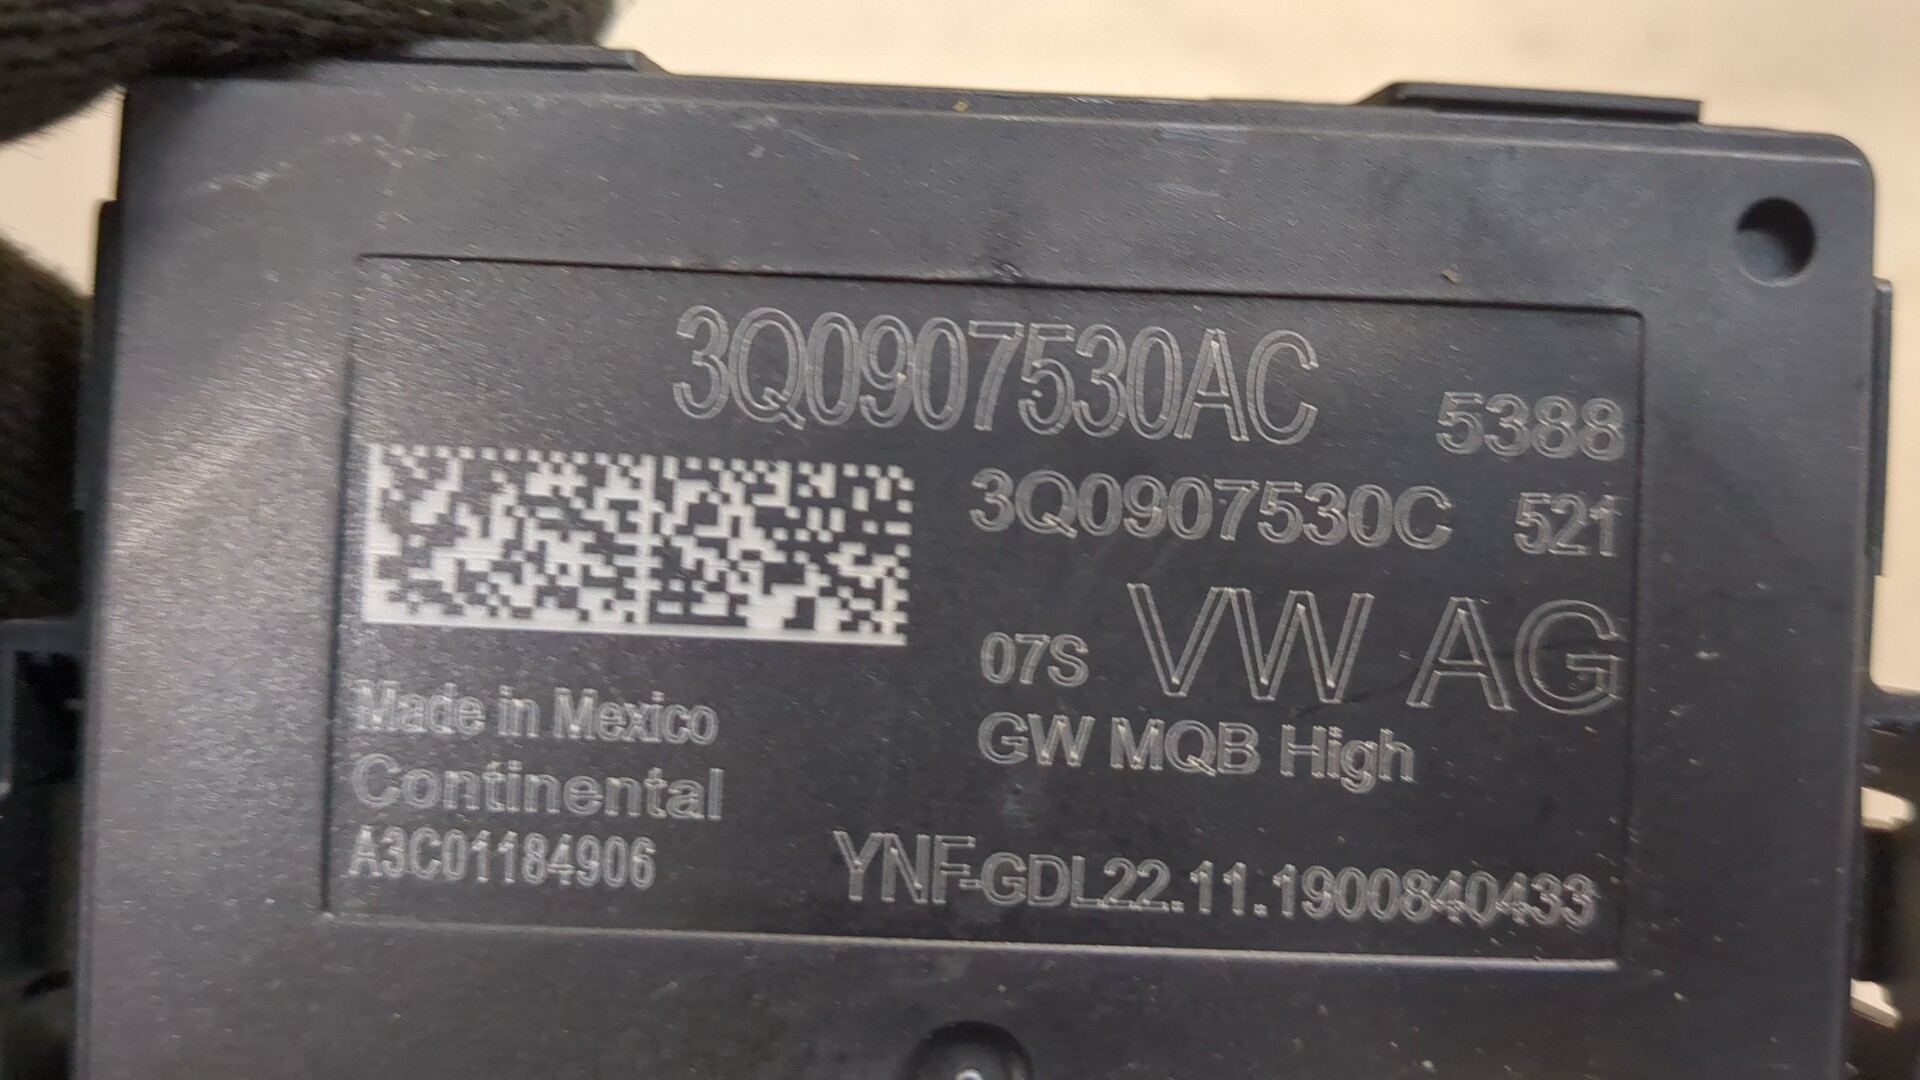 3Q0907530AC 5388
3Q0907530C 521
07S VW AG
GW MQB High
Made in Mexico
Continental
A3C01184906
YNF-GDL22.11.1900840433